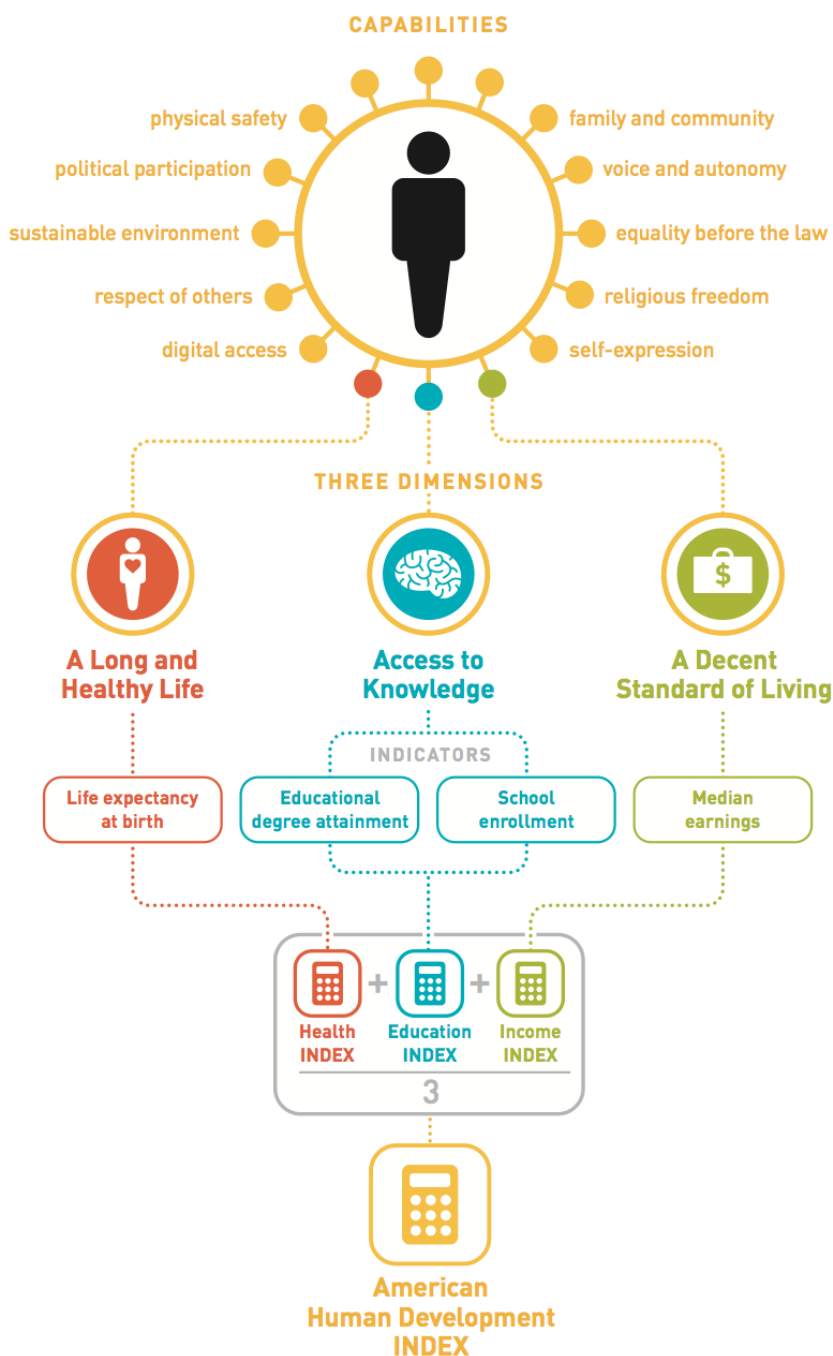 CAPABILITIES
physical safety
family and community
political participation
voice and autonomy
sustainable environment
equality before the law
respect of others
religious freedom
digital access
self-expression
THREE DIMENSIONS
$
A Long and
Healthy Life
Access to
Knowledge
A Decent
Standard of Living
INDICATORS
Life expectancy
at birth
Educational
degree attainment
School
enrollment
Median
earnings
+
+
Health
INDEX
Education
INDEX
Income
INDEX
3
American
Human Development
INDEX